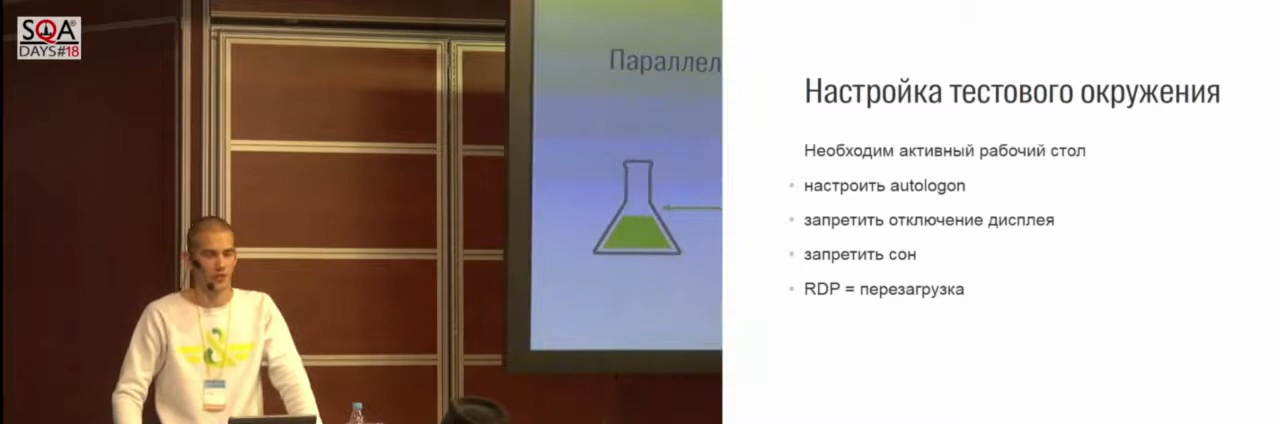 SQA
DAYS#18
Параллел
Настройка тестового окружения
Необходим активный рабочий стол
настроить autologon
запретить отключение дисплея
запретить сон
RDP = перезагрузка